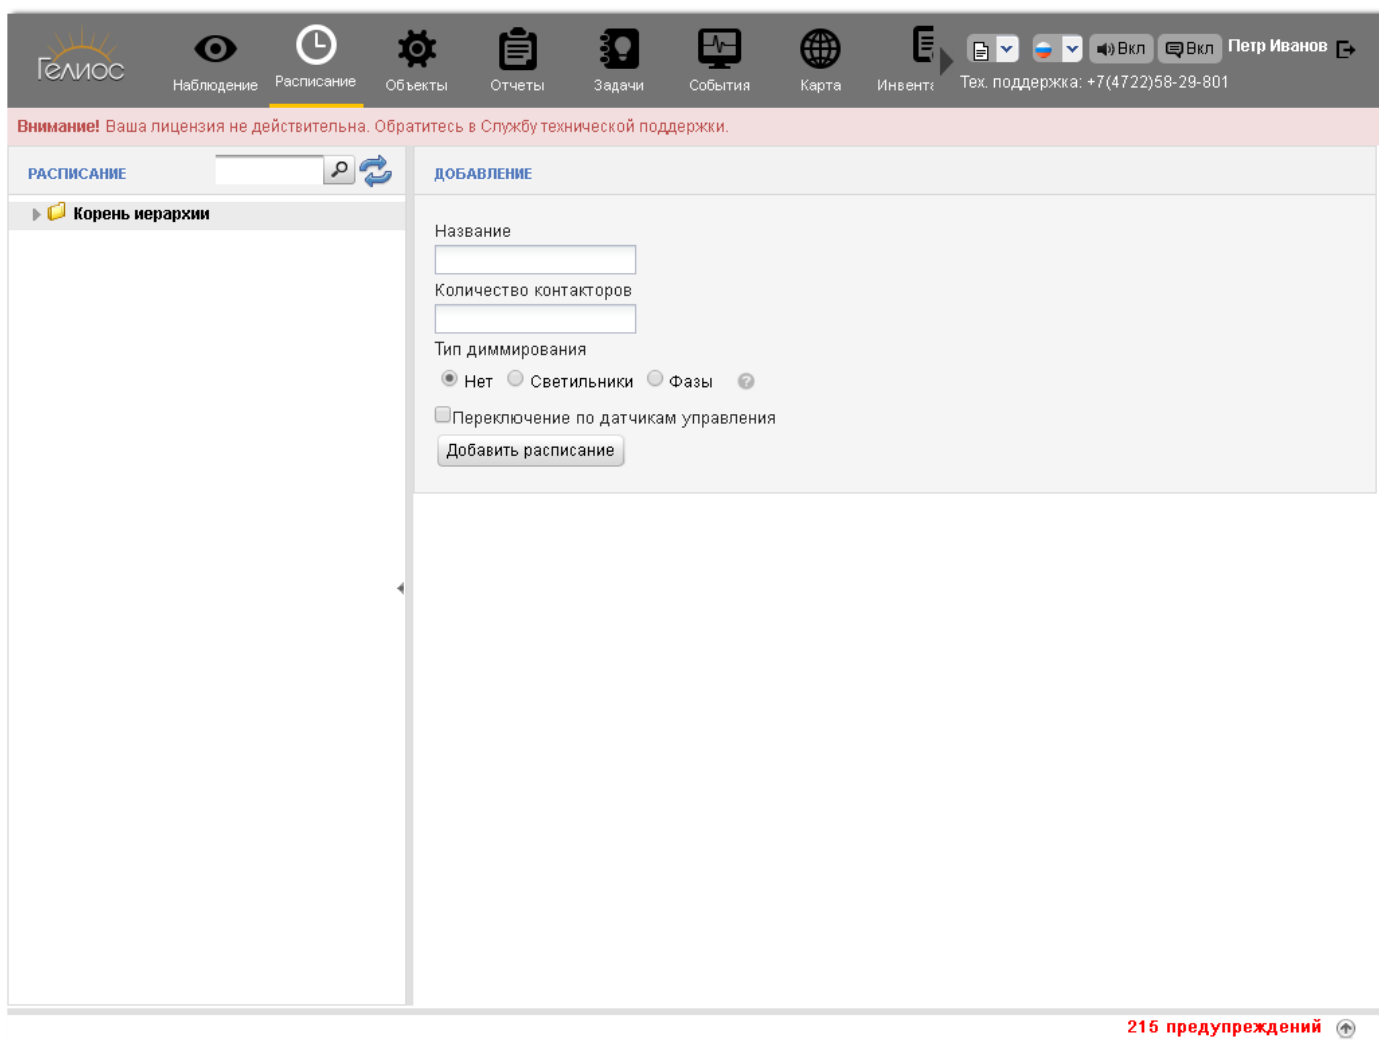 Гелиос
Наблюдение Расписание Объекты Отчеты Задачи События Карта Инвента
Вкл Вкл Петр Иванов
Тех. поддержка: +7(4722)58-29-801
Внимание! Ваша лицензия не действительна. Обратитесь в Службу технической поддержки.
РАСПИСАНИЕ
Корень иерархии
ДОБАВЛЕНИЕ
Название
Количество контакторов
Тип диммирования
Нет Светильники Фазы ?
Переключение по датчикам управления
Добавить расписание
215 предупреждений